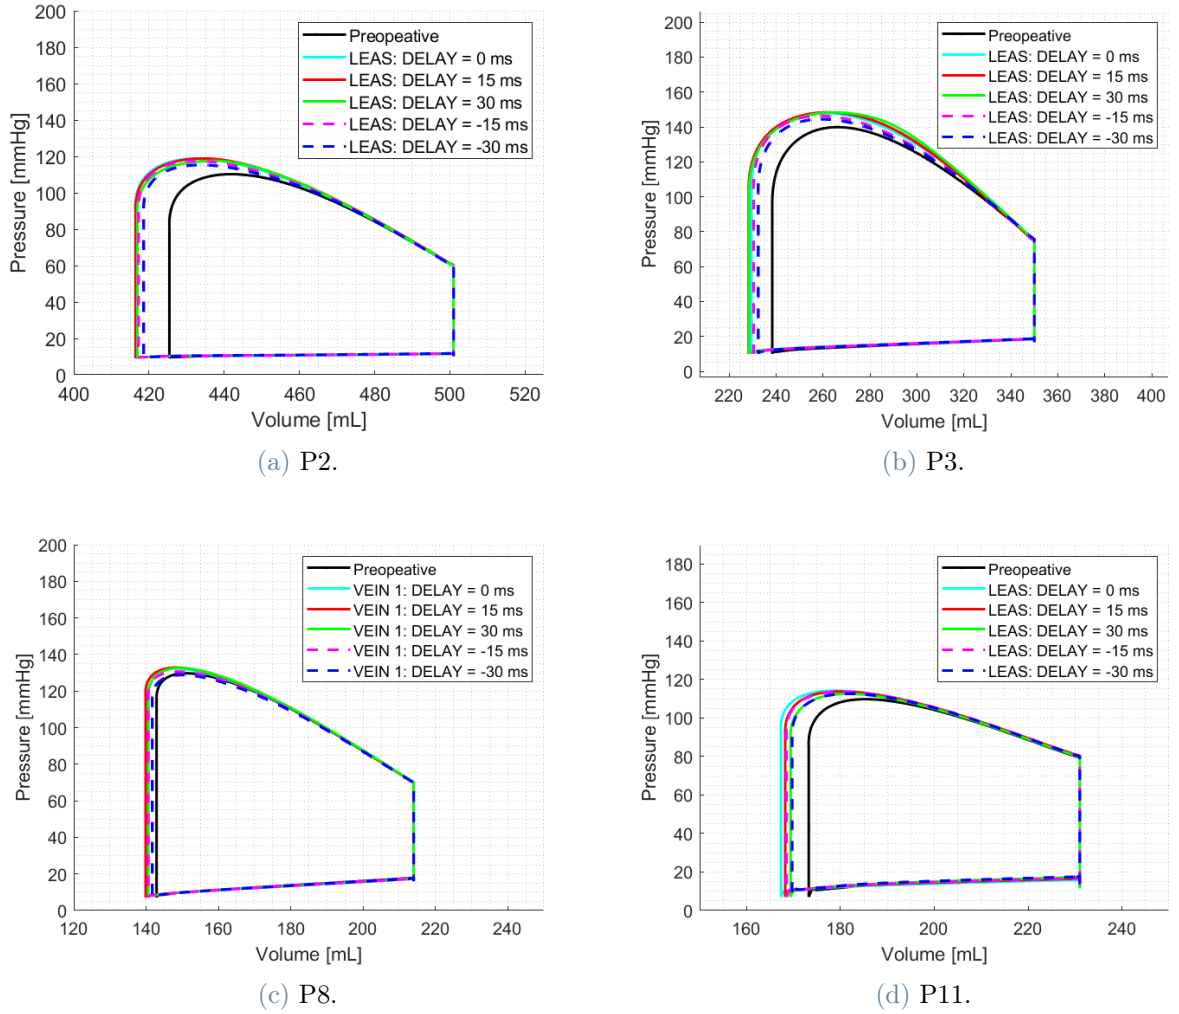 200
180
160
140
120
100
80
60
40
20
0
Pressure [mmHg]
400 420 440 460 480 500 520
Volume [mL]
Preopeative
LEAS: DELAY = 0 ms
LEAS: DELAY = 15 ms
LEAS: DELAY = 30 ms
LEAS: DELAY = -15 ms
LEAS: DELAY = -30 ms
(a) P2.
200
180
160
140
120
100
80
60
40
20
0
Pressure [mmHg]
220 240 260 280 300 320 340 360 380 400
Volume [mL]
Preopeative
LEAS: DELAY = 0 ms
LEAS: DELAY = 15 ms
LEAS: DELAY = 30 ms
LEAS: DELAY = -15 ms
LEAS: DELAY = -30 ms
(b) P3.
200
180
160
140
120
100
80
60
40
20
0
Pressure [mmHg]
120 140 160 180 200 220 240
Volume [mL]
Preopeative
VEIN 1: DELAY = 0 ms
VEIN 1: DELAY = 15 ms
VEIN 1: DELAY = 30 ms
VEIN 1: DELAY = -15 ms
VEIN 1: DELAY = -30 ms
(c) P8.
180
160
140
120
100
80
60
40
20
0
Pressure [mmHg]
160 180 200 220 240
Volume [mL]
Preopeative
LEAS: DELAY = 0 ms
LEAS: DELAY = 15 ms
LEAS: DELAY = 30 ms
LEAS: DELAY = -15 ms
LEAS: DELAY = -30 ms
(d) P11.